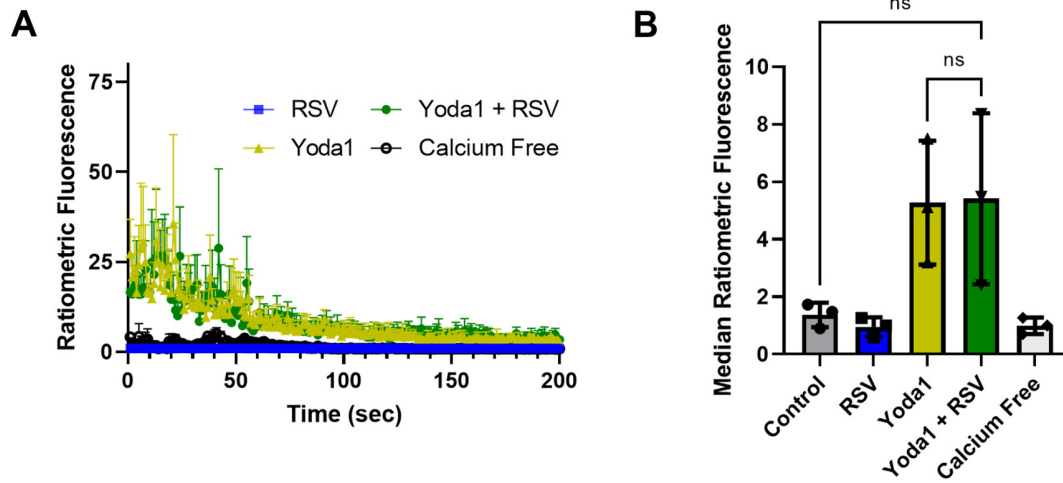 A
Ratiometric Fluorescence
75
50
25
0
RSV
Yoda1 + RSV
Yoda1
Calcium Free
0
50
100
150
200
Time (sec)
B
ns
ns
Median Ratiometric Fluorescence
10
8
6
4
2
0
Control
RSV
Yoda1
Yoda1 + RSV
Calcium Free